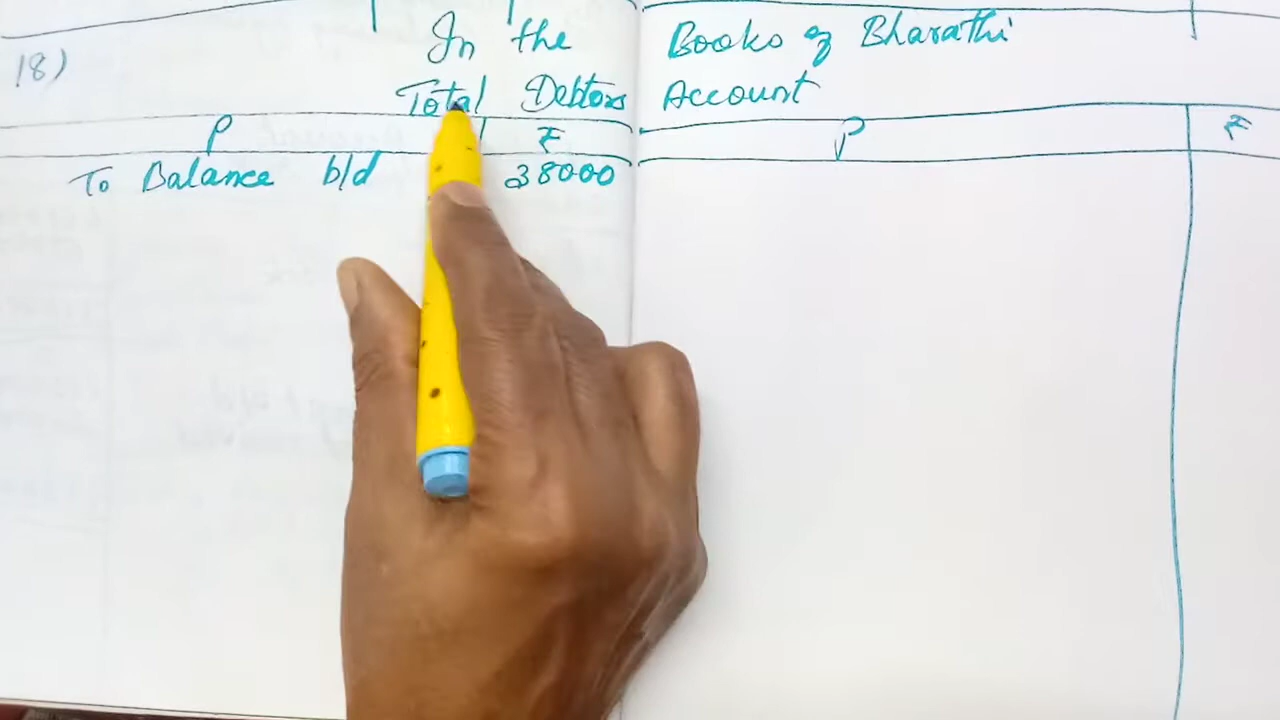 18)
In the Books of Bharathi
Total Debtors Account
P ₹ P ₹
To Balance b/d 38000